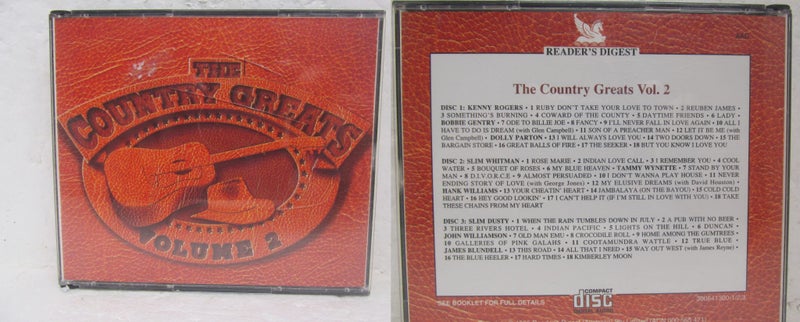 THE
COUNTRY GREATS
VOLUME 2
READER'S DIGEST
The Country Greats Vol. 2
DISC 1: KENNY ROGERS • 1 RUBY DON'T TAKE YOUR LOVE TO TOWN • 2 REUBEN JAMES •
3 SOMETHING'S BURNING • 4 COWARD OF THE COUNTY • 5 DAYTIME FRIENDS • 6 LADY •
BOBBIE GENTRY • 7 ODE TO BILLIE JOE • 8 FANCY • 9 I'LL NEVER FALL IN LOVE AGAIN • 10 ALL I
HAVE TO DO IS DREAM (with Glen Campbell) • 11 SON OF A PREACHER MAN • 12 LET IT BE ME (with
Glen Campbell) • DOLLY PARTON • 13 I WILL ALWAYS LOVE YOU • 14 TWO DOORS DOWN • 15 THE
BARGAIN STORE • 16 GREAT BALLS OF FIRE • 17 THE SEEKER • 18 BUT YOU KNOW I LOVE YOU
DISC 2: SLIM WHITMAN • 1 ROSE MARIE • 2 INDIAN LOVE CALL • 3 I REMEMBER YOU • 4 COOL
WATER • 5 BOUQUET OF ROSES • 6 MY BLUE HEAVEN • TAMMY WYNETTE • 7 STAND BY YOUR
MAN • 8 D.I.V.O.R.C.E. • 9 ALMOST PERSUADED • 10 I DON'T WANNA PLAY HOUSE • 11 NEVER
ENDING STORY OF LOVE (with George Jones) • 12 MY ELUSIVE DREAMS (with David Houston) •
HANK WILLIAMS • 13 YOUR CHEATIN' HEART • 14 JAMBALAYA (ON THE BAYOU) • 15 COLD COLD
HEART • 16 HEY GOOD LOOKIN' • 17 I CAN'T HELP IT (IF I'M STILL IN LOVE WITH YOU) • 18 TAKE
THESE CHAINS FROM MY HEART
DISC 3: SLIM DUSTY • 1 WHEN THE RAIN TUMBLES DOWN IN JULY • 2 A PUB WITH NO BEER •
3 THREE RIVERS HOTEL • 4 INDIAN PACIFIC • 5 LIGHTS ON THE HILL • 6 DUNCAN •
JOHN WILLIAMSON • 7 OLD MAN EMU • 8 CROCODILE ROLL • 9 HOME AMONG THE GUMTREES •
10 GALLERIES OF PINK GALAHS • 11 COOTAMUNDRA WATTLE • 12 TRUE BLUE •
JAMES BLUNDELL • 13 THIS ROAD • 14 ALL THAT I NEED • 15 WAY OUT WEST (with James Reyne) •
16 THE BLUE HEELER • 17 HARD TIMES • 18 KIMBERLEY MOON
SEE BOOKLET FOR FULL DETAILS
COMPACT
disc
DIGITAL AUDIO